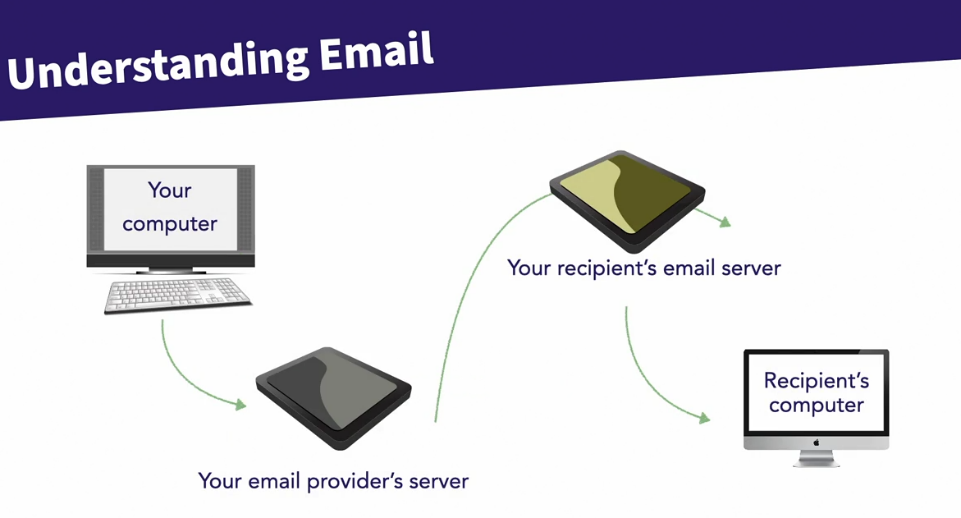 Understanding Email
Your
computer
Your recipient's email server
Recipient's
computer
Your email provider's server